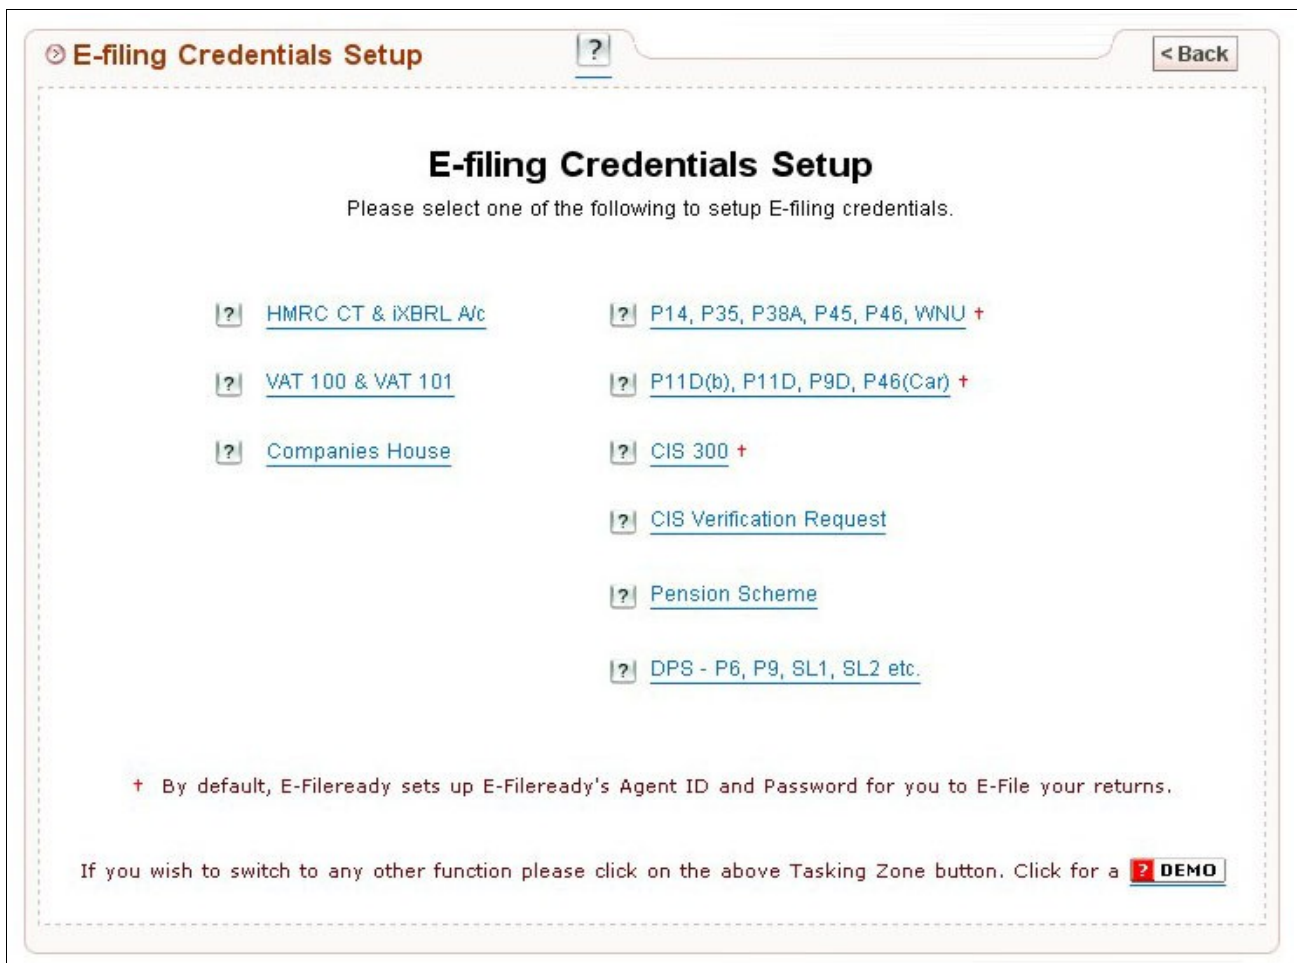 E-filing Credentials Setup
?
< Back
E-filing Credentials Setup
Please select one of the following to setup E-filing credentials.
? HMRC CT & iXBRL A/c
? VAT 100 & VAT 101
? Companies House
? P14, P35, P38A, P45, P46, WNU †
? P11D(b), P11D, P9D, P46(Car) †
? CIS 300 †
? CIS Verification Request
? Pension Scheme
? DPS - P6, P9, SL1, SL2 etc.
† By default, E-Fileready sets up E-Fileready's Agent ID and Password for you to E-File your returns.
If you wish to switch to any other function please click on the above Tasking Zone button. Click for a ? DEMO